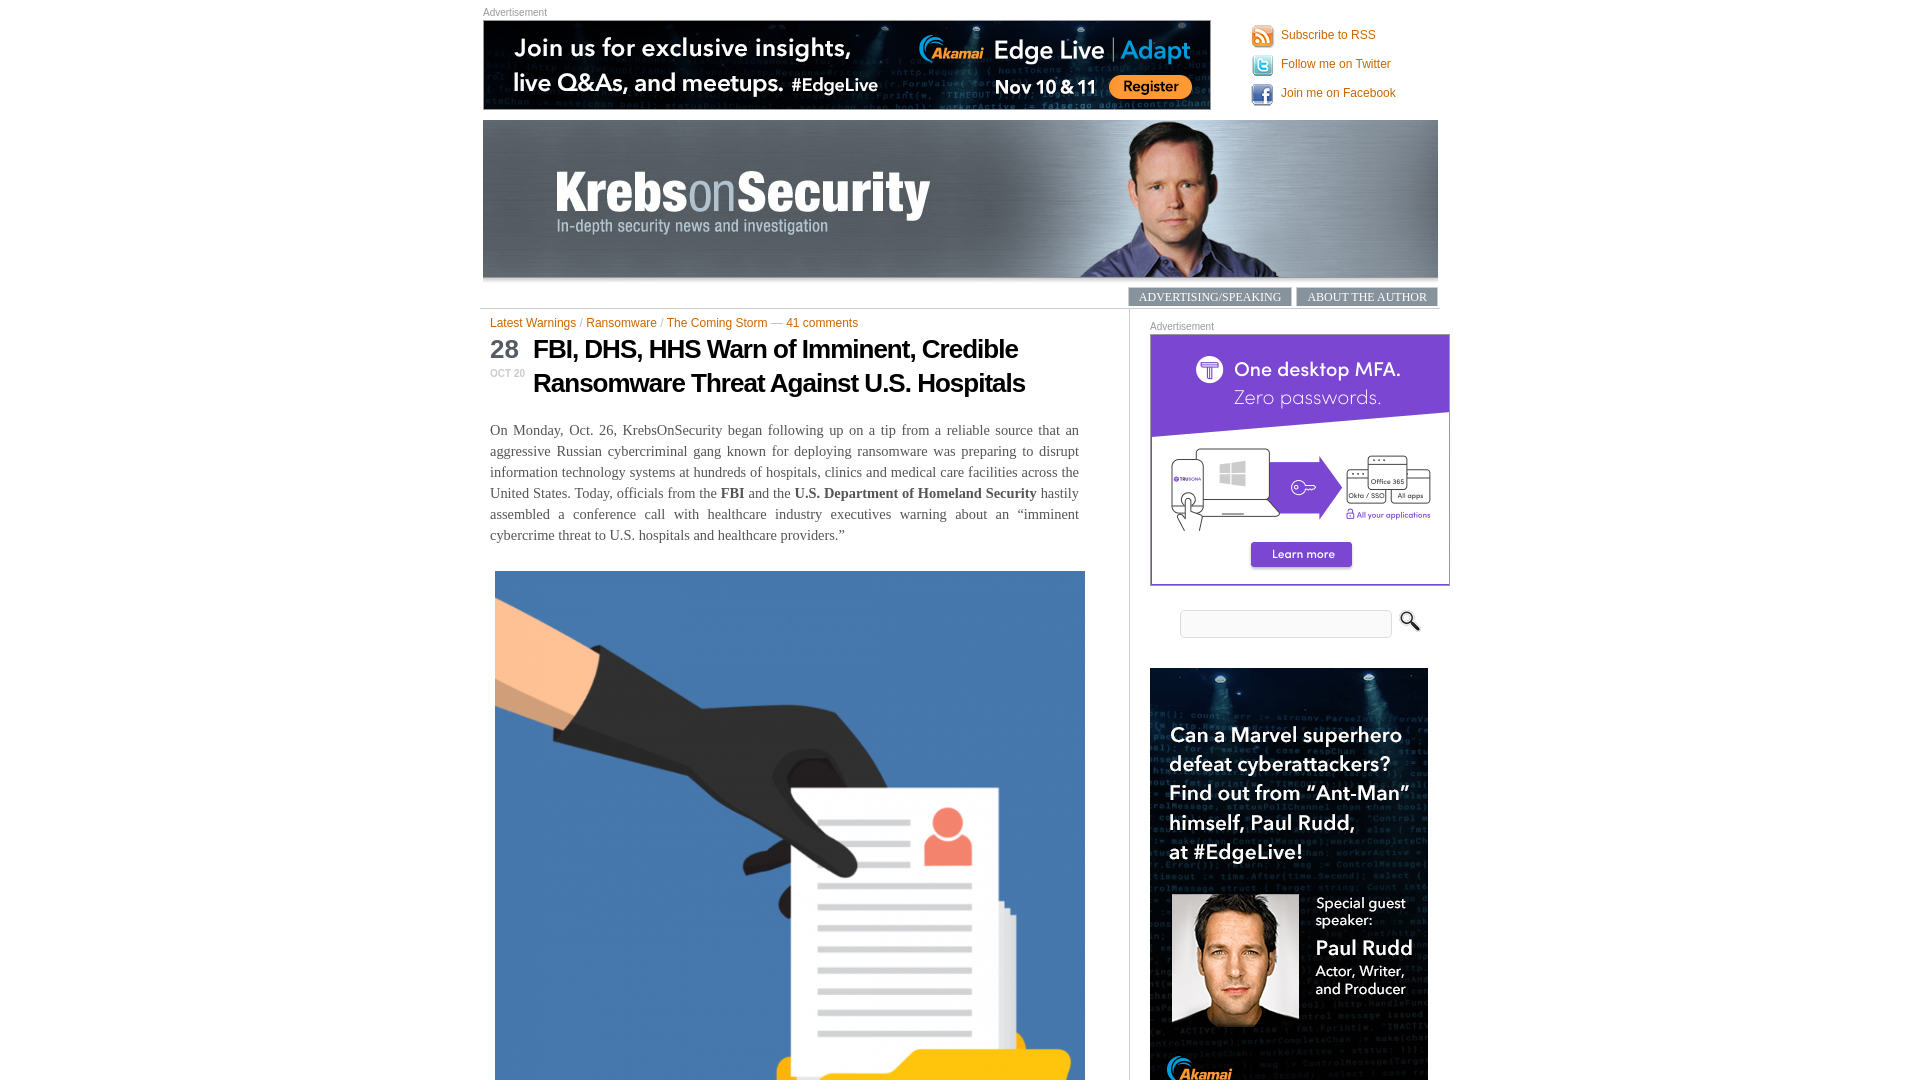 Advertisement
Join us for exclusive insights,
live Q&As, and meetups. #EdgeLive
Akamai Edge Live | Adapt
Nov 10 & 11 Register
Subscribe to RSS
Follow me on Twitter
Join me on Facebook
KrebsonSecurity
In-depth security news and investigation
ADVERTISING/SPEAKING
ABOUT THE AUTHOR
Latest Warnings / Ransomware / The Coming Storm — 41 comments
28
OCT 20
FBI, DHS, HHS Warn of Imminent, Credible
Ransomware Threat Against U.S. Hospitals
On Monday, Oct. 26, KrebsOnSecurity began following up on a tip from a reliable source that an
aggressive Russian cybercriminal gang known for deploying ransomware was preparing to disrupt
information technology systems at hundreds of hospitals, clinics and medical care facilities across the
United States. Today, officials from the FBI and the U.S. Department of Homeland Security hastily
assembled a conference call with healthcare industry executives warning about an “imminent
cybercrime threat to U.S. hospitals and healthcare providers.”
Advertisement
One desktop MFA.
Zero passwords.
TRUSONA
Office 365
Okta / SSO
All apps
All your applications
Learn more
Can a Marvel superhero
defeat cyberattackers?
Find out from “Ant-Man”
himself, Paul Rudd,
at #EdgeLive!
Special guest
speaker:
Paul Rudd
Actor, Writer,
and Producer
Akamai